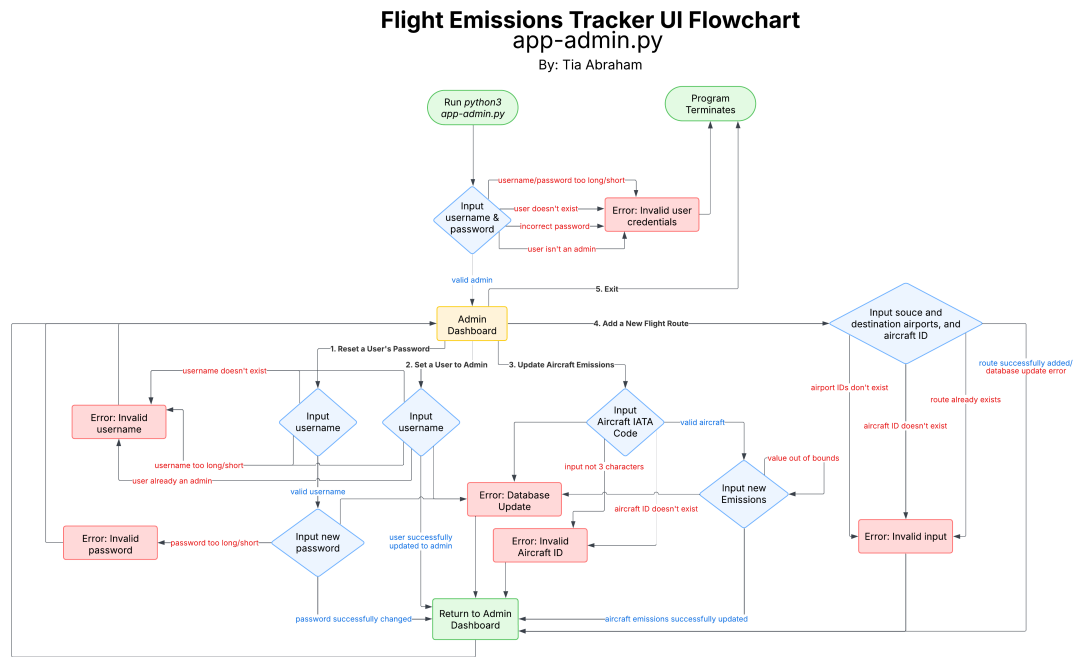 Flight Emissions Tracker UI Flowchart
app-admin.py
By: Tia Abraham
Run python3
app-admin.py
Program
Terminates
username/password too long/short
Input
username &
password
user doesn't exist
Error: Invalid user
credentials
incorrect password
user isn't an admin
valid admin
5. Exit
Admin
Dashboard
4. Add a New Flight Route
Input souce and
destination airports, and
aircraft ID
1. Reset a User's Password
2. Set a User to Admin
3. Update Aircraft Emissions
route successfully added/
database update error
username doesn't exist
airport IDs don't exist
route already exists
Error: Invalid
username
Input
username
Input
username
Input
Aircraft IATA
Code
valid aircraft
aircraft ID doesn't exist
username too long/short
input not 3 characters
value out of bounds
user already an admin
valid username
Error: Database
Update
Input new
Emissions
aircraft ID doesn't exist
Error: Invalid
password
password too long/short
Input new
password
user successfully
updated to admin
Error: Invalid
Aircraft ID
Error: Invalid input
password successfully changed
Return to Admin
Dashboard
aircraft emissions successfully updated